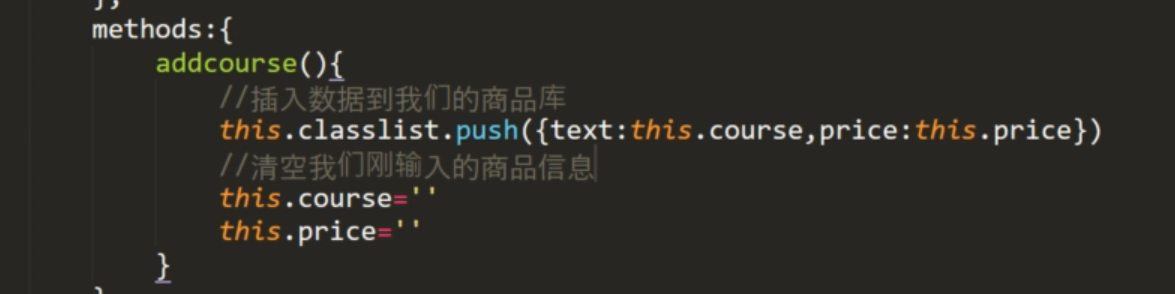 },
methods:{
addcourse(){
//插入数据到我们的商品库
this.classlist.push({text:this.course,price:this.price})
//清空我们刚输入的商品信息
this.course=''
this.price=''
}
}